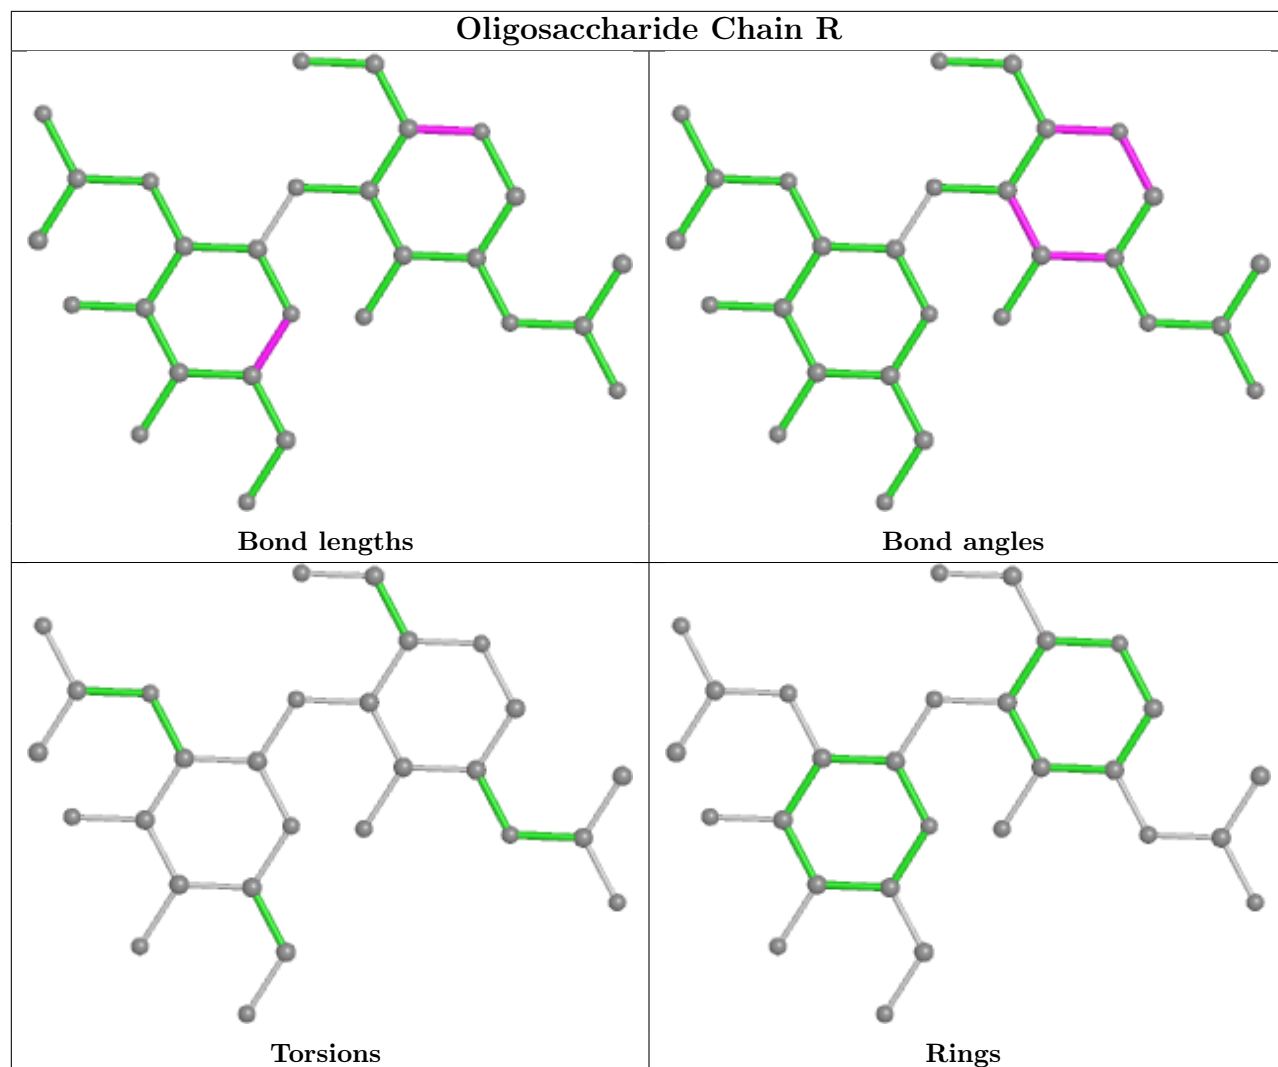 Oligosaccharide Chain R
Bond lengths
Bond angles
Torsions
Rings